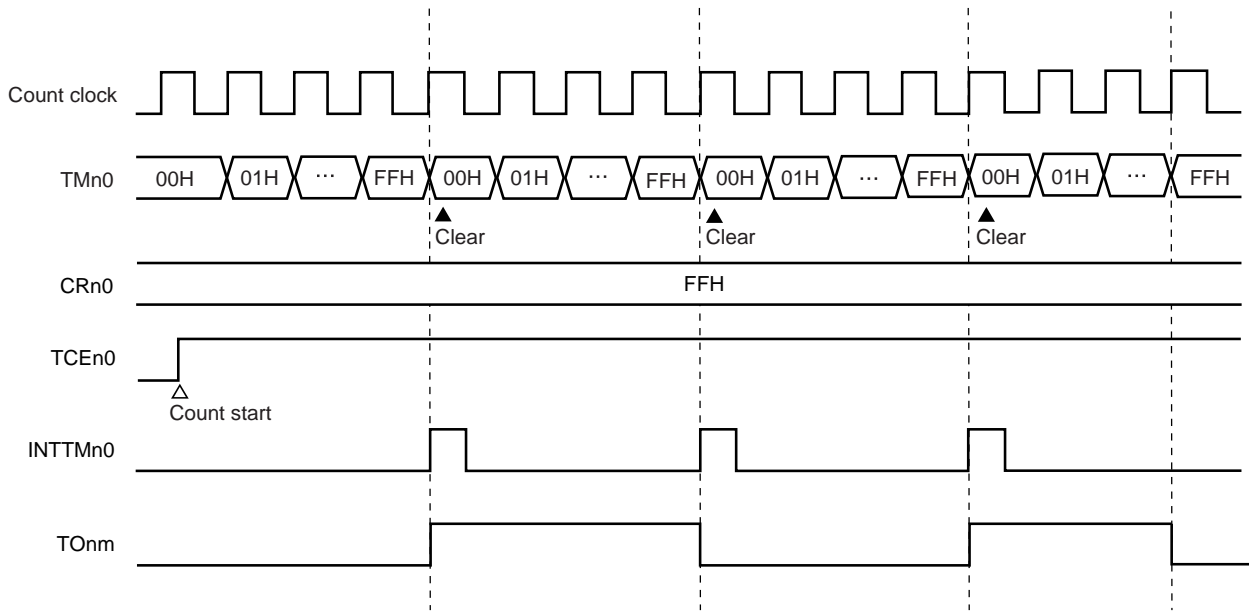 Count clock
TMn0 00H 01H ... FFH 00H 01H ... FFH 00H 01H ... FFH 00H 01H ... FFH
Clear Clear Clear
CRn0 FFH
TCEn0
Count start
INTTMn0
TOnm